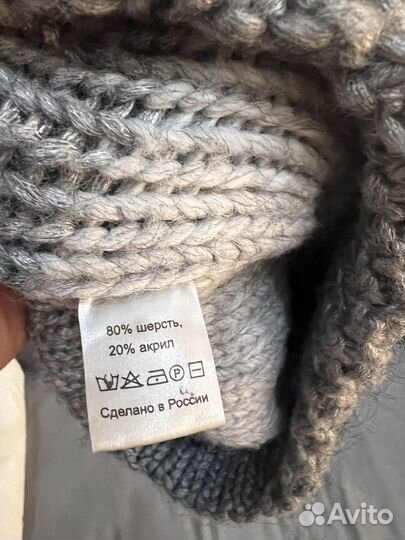 80% шерсть,
20% акрил
Сделано в России
Avito